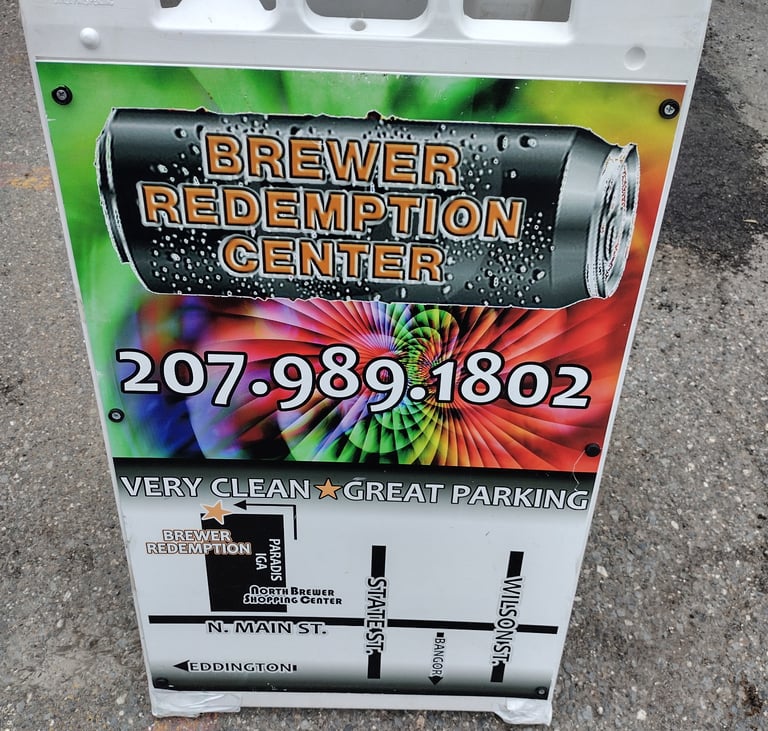 BREWER
REDEMPTION
CENTER
207.989.1802
VERY CLEAN★GREAT PARKING
BREWER
REDEMPTION
PARADIS
IGA
NORTH BREWER
SHOPPING CENTER
STATE ST.
WILSON ST.
N. MAIN ST.
BANGOR
EDDINGTON